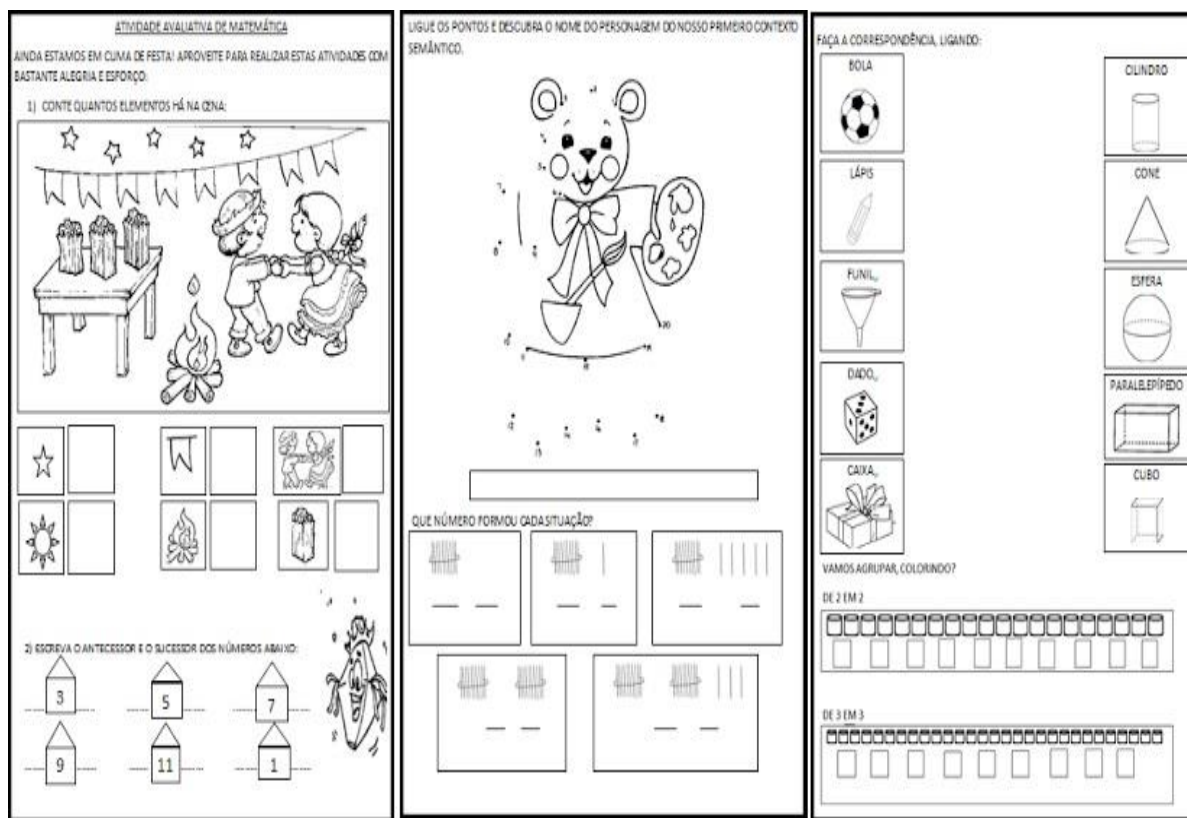 ATIVIDADE AVALIATIVA DE MATEMÁTICA
AINDA ESTAMOS EM CLIMA DE FESTA! APROVEITE PARA REALIZAR ESTAS ATIVIDADES COM
BASTANTE ALEGRIA E ESFORÇO:
1) CONTE QUANTOS ELEMENTOS HÁ NA CENA:
2) ESCREVA O ANTECESSOR E O SUCESSOR DOS NÚMEROS ABAIXO:
3 5 7
9 11 1
LIGUE OS PONTOS E DESCUBRA O NOME DO PERSONAGEM DO NOSSO PRIMEIRO CONTEXTO
SEMÂNTICO.
QUE NÚMERO FORMOU CADA SITUAÇÃO?
FAÇA A CORRESPONDÊNCIA, LIGANDO:
BOLA
CILINDRO
LÁPIS
CONE
FUNIL
ESFERA
DADO
PARALELEPÍPEDO
CAIXA
CUBO
VAMOS AGRUPAR, COLORINDO?
DE 2 EM 2
DE 3 EM 3